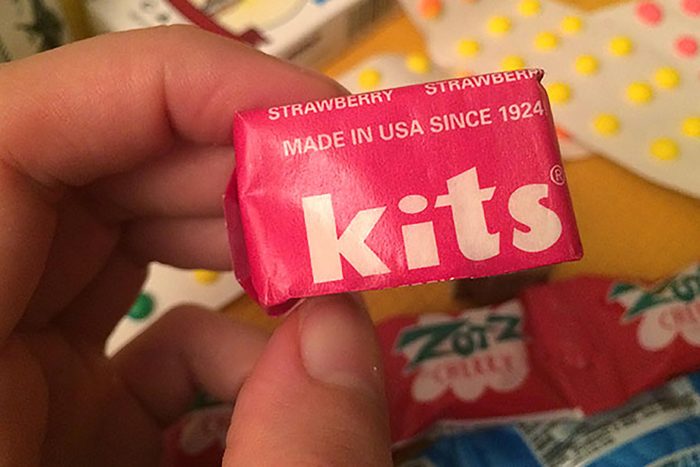 STRAWBERRY STRAWBERR
MADE IN USA SINCE 1924
kits®
ZOTZ
CHERRY